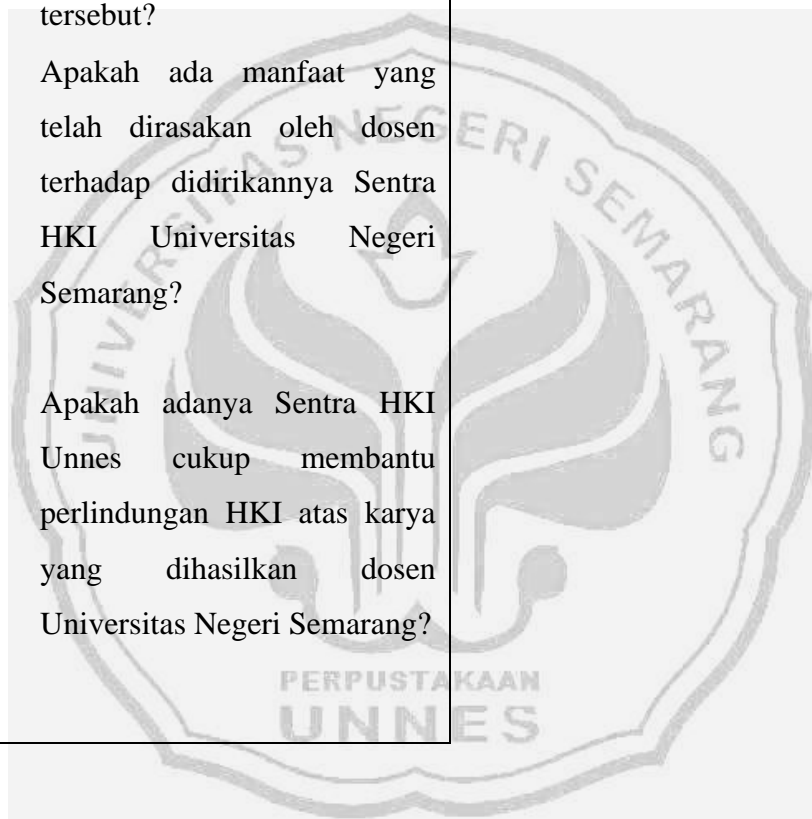 tersebut?
Apakah ada manfaat yang
telah dirasakan oleh dosen
terhadap didirikannya Sentra
HKI Universitas Negeri
Semarang?
Apakah adanya Sentra HKI
Unnes cukup membantu
perlindungan HKI atas karya
yang dihasilkan dosen
Universitas Negeri Semarang?
UNIVERSITAS NEGERI SEMARANG
PERPUSTAKAAN
UNNES